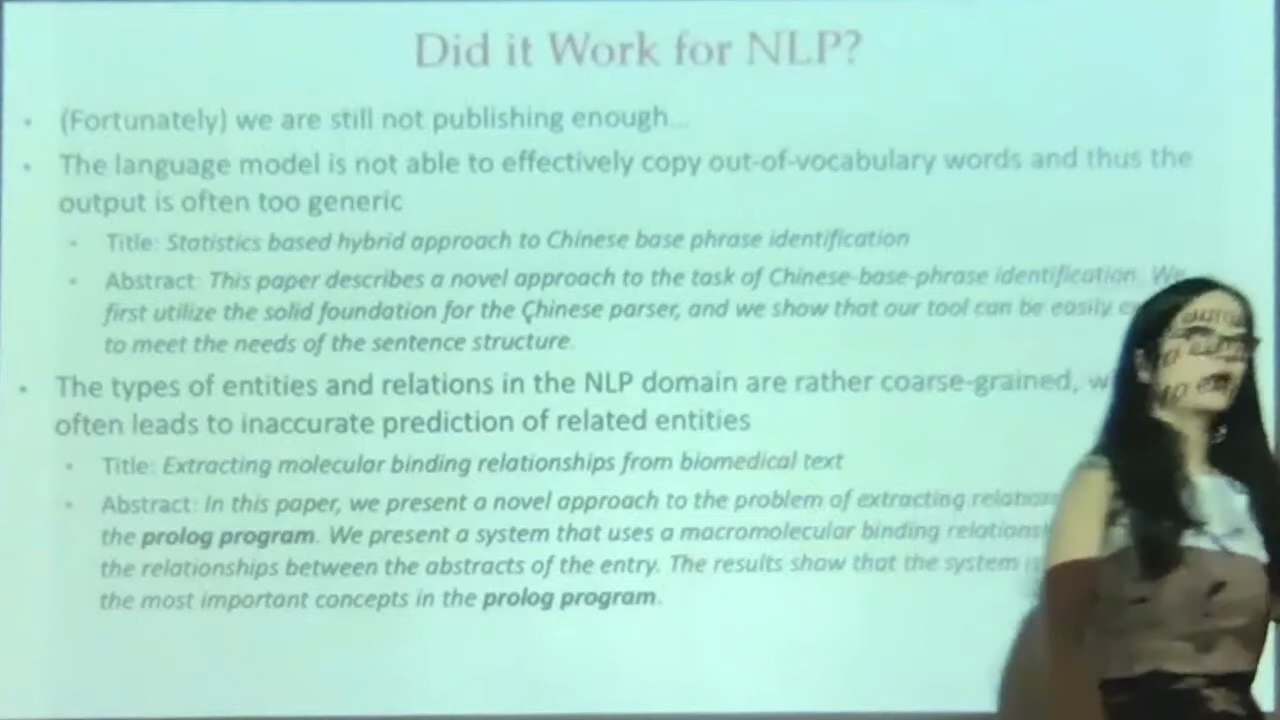 Did it Work for NLP?
• (Fortunately) we are still not publishing enough...
• The language model is not able to effectively copy out-of-vocabulary words and thus the
output is often too generic
• Title: Statistics based hybrid approach to Chinese base phrase identification
• Abstract: This paper describes a novel approach to the task of Chinese-base-phrase identification. We
first utilize the solid foundation for the Chinese parser, and we show that our tool can be easily
to meet the needs of the sentence structure.
• The types of entities and relations in the NLP domain are rather coarse-grained,
often leads to inaccurate prediction of related entities
• Title: Extracting molecular binding relationships from biomedical text
• Abstract: In this paper, we present a novel approach to the problem of extracting
the prolog program. We present a system that uses a macromolecular binding
the relationships between the abstracts of the entry. The results show that the system
the most important concepts in the prolog program.